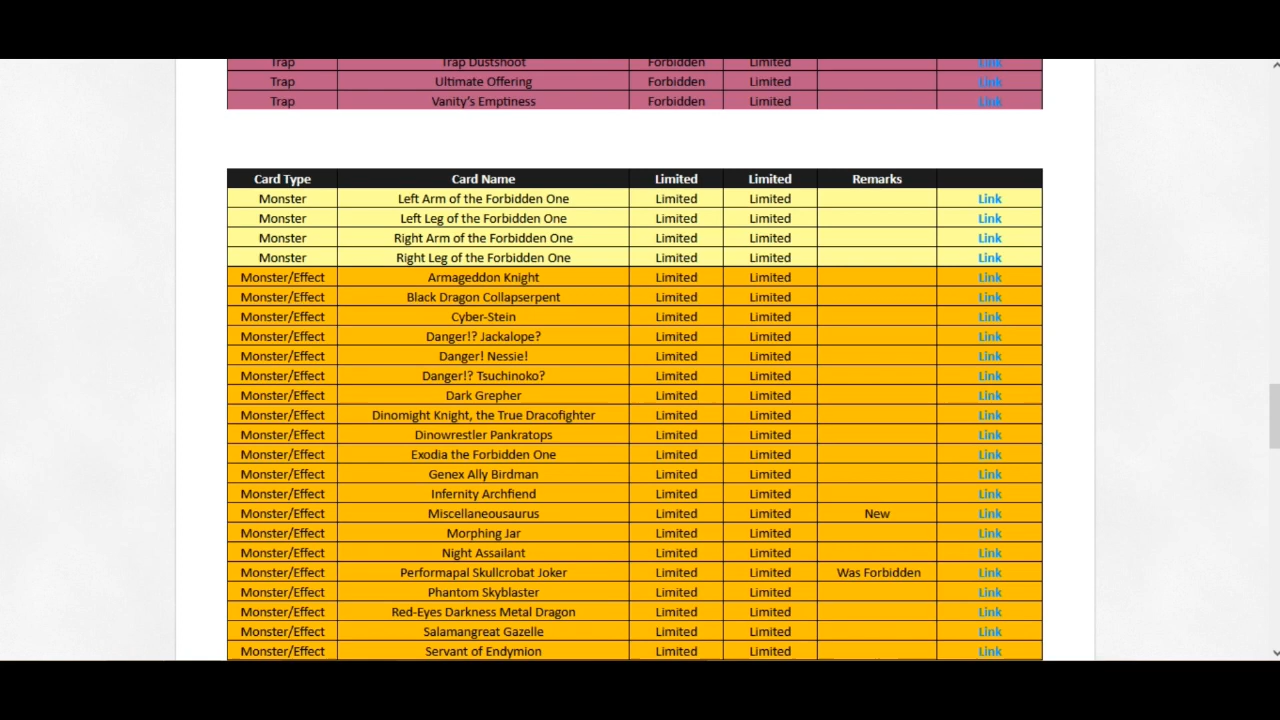 Trap Trap Dustshoot Forbidden Limited Link
Trap Ultimate Offering Forbidden Limited Link
Trap Vanity’s Emptiness Forbidden Limited Link
Card Type Card Name Limited Limited Remarks
Monster Left Arm of the Forbidden One Limited Limited Link
Monster Left Leg of the Forbidden One Limited Limited Link
Monster Right Arm of the Forbidden One Limited Limited Link
Monster Right Leg of the Forbidden One Limited Limited Link
Monster/Effect Armageddon Knight Limited Limited Link
Monster/Effect Black Dragon Collapserpent Limited Limited Link
Monster/Effect Cyber-Stein Limited Limited Link
Monster/Effect Danger!? Jackalope? Limited Limited Link
Monster/Effect Danger! Nessie! Limited Limited Link
Monster/Effect Danger!? Tsuchinoko? Limited Limited Link
Monster/Effect Dark Grepher Limited Limited Link
Monster/Effect Dinomight Knight, the True Dracofighter Limited Limited Link
Monster/Effect Dinowrestler Pankratops Limited Limited Link
Monster/Effect Exodia the Forbidden One Limited Limited Link
Monster/Effect Genex Ally Birdman Limited Limited Link
Monster/Effect Infernity Archfiend Limited Limited Link
Monster/Effect Miscellaneousaurus Limited Limited New Link
Monster/Effect Morphing Jar Limited Limited Link
Monster/Effect Night Assailant Limited Limited Link
Monster/Effect Performapal Skullcrobat Joker Limited Limited Was Forbidden Link
Monster/Effect Phantom Skyblaster Limited Limited Link
Monster/Effect Red-Eyes Darkness Metal Dragon Limited Limited Link
Monster/Effect Salamangreat Gazelle Limited Limited Link
Monster/Effect Servant of Endymion Limited Limited Link